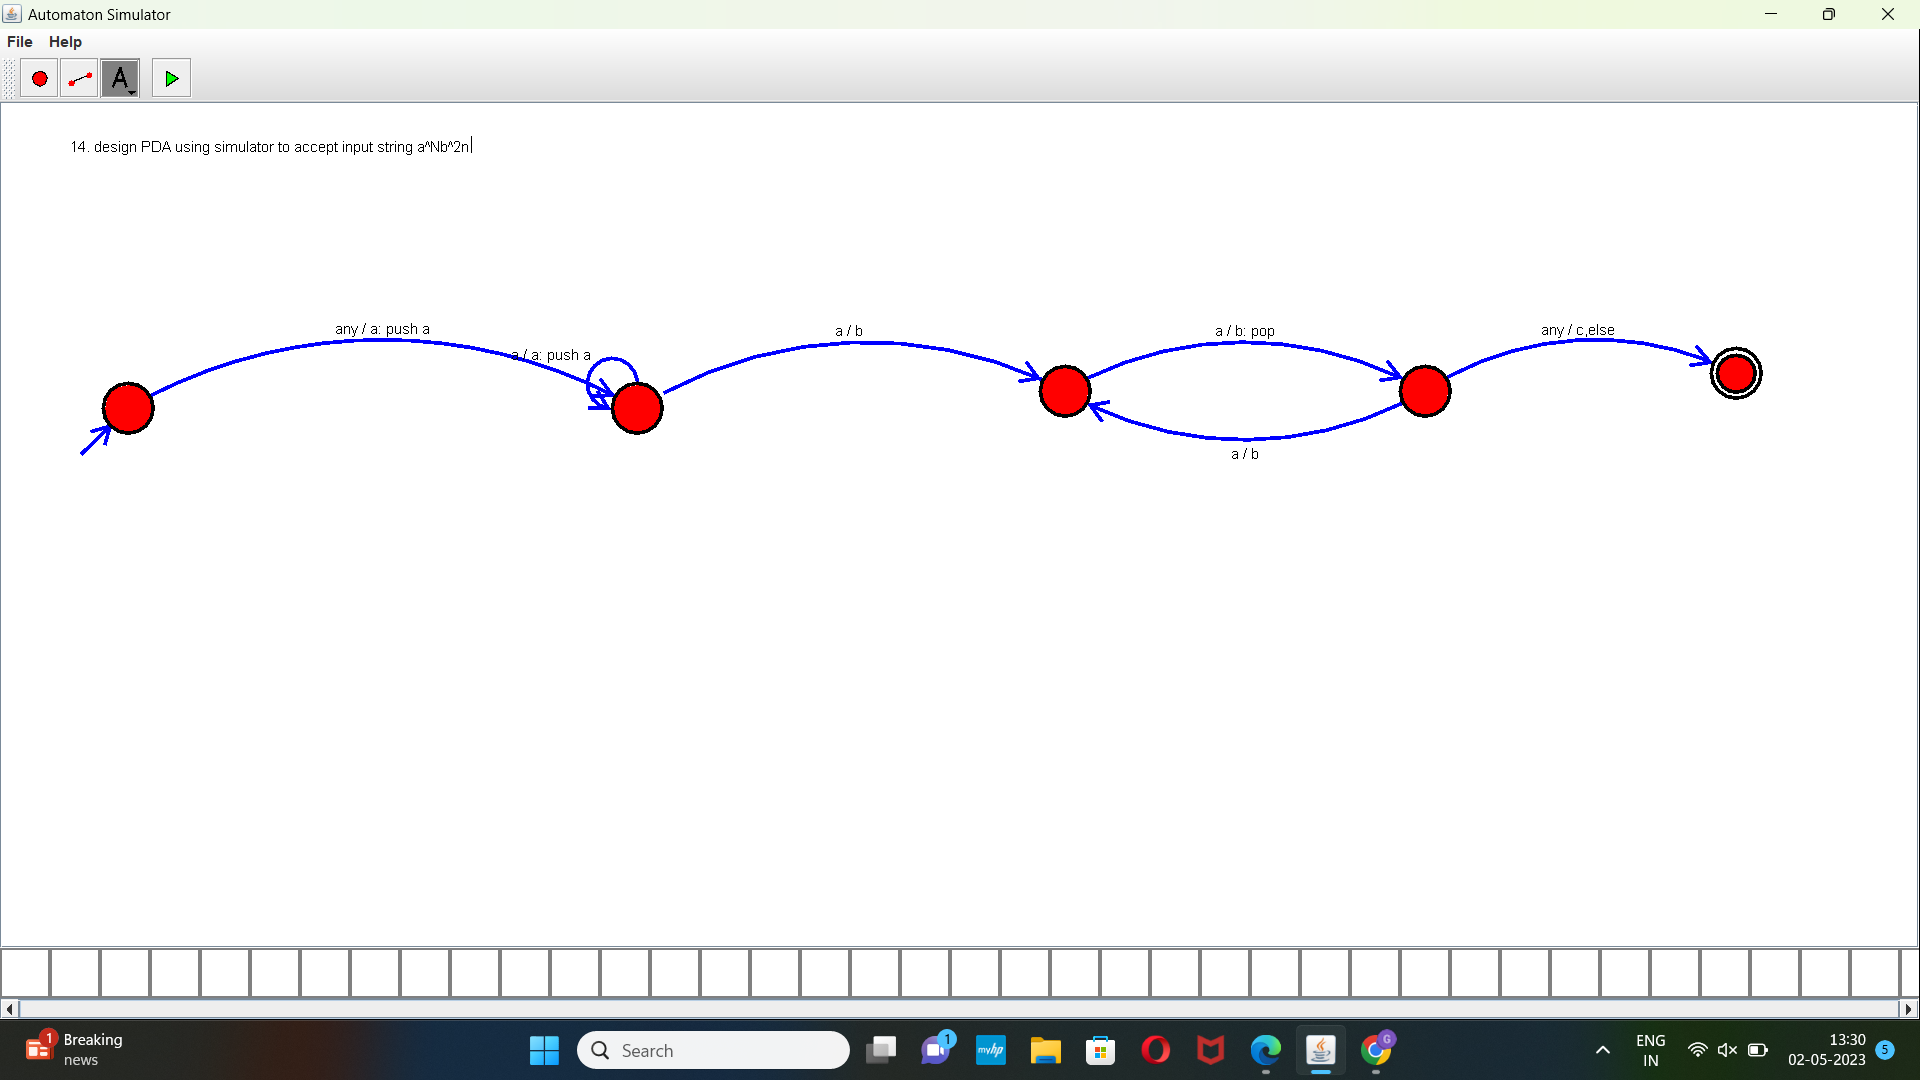 Automaton Simulator
File Help
A
14. design PDA using simulator to accept input string a^Nb^2n
any / a: push a
a / a: push a
a / b
a / b: pop
any / c,else
a / b
1
Breaking
news
Search
1
myhp
G
ENG
IN
13:30
02-05-2023
5